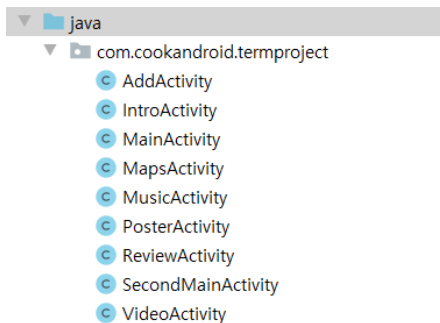 java
com.cookandroid.termproject
C AddActivity
C IntroActivity
C MainActivity
C MapsActivity
C MusicActivity
C PosterActivity
C ReviewActivity
C SecondMainActivity
C VideoActivity